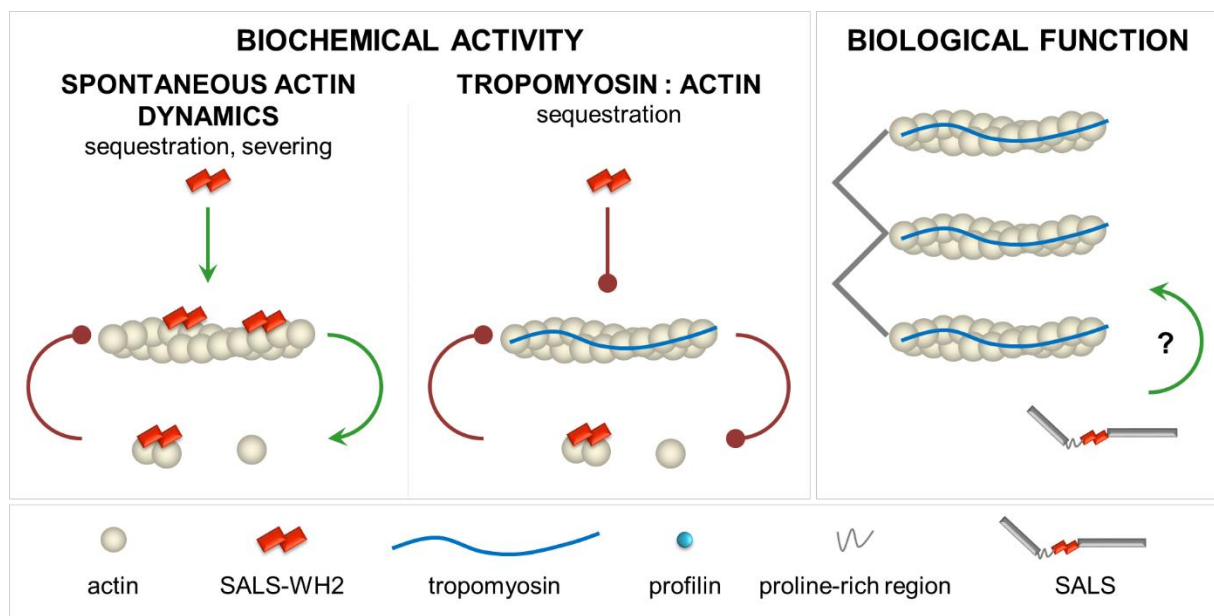 BIOCHEMICAL ACTIVITY
SPONTANEOUS ACTIN
DYNAMICS
sequestration, severing
TROPOMYOSIN : ACTIN
sequestration
BIOLOGICAL FUNCTION
?
actin
SALS-WH2
tropomyosin
profilin
proline-rich region
SALS